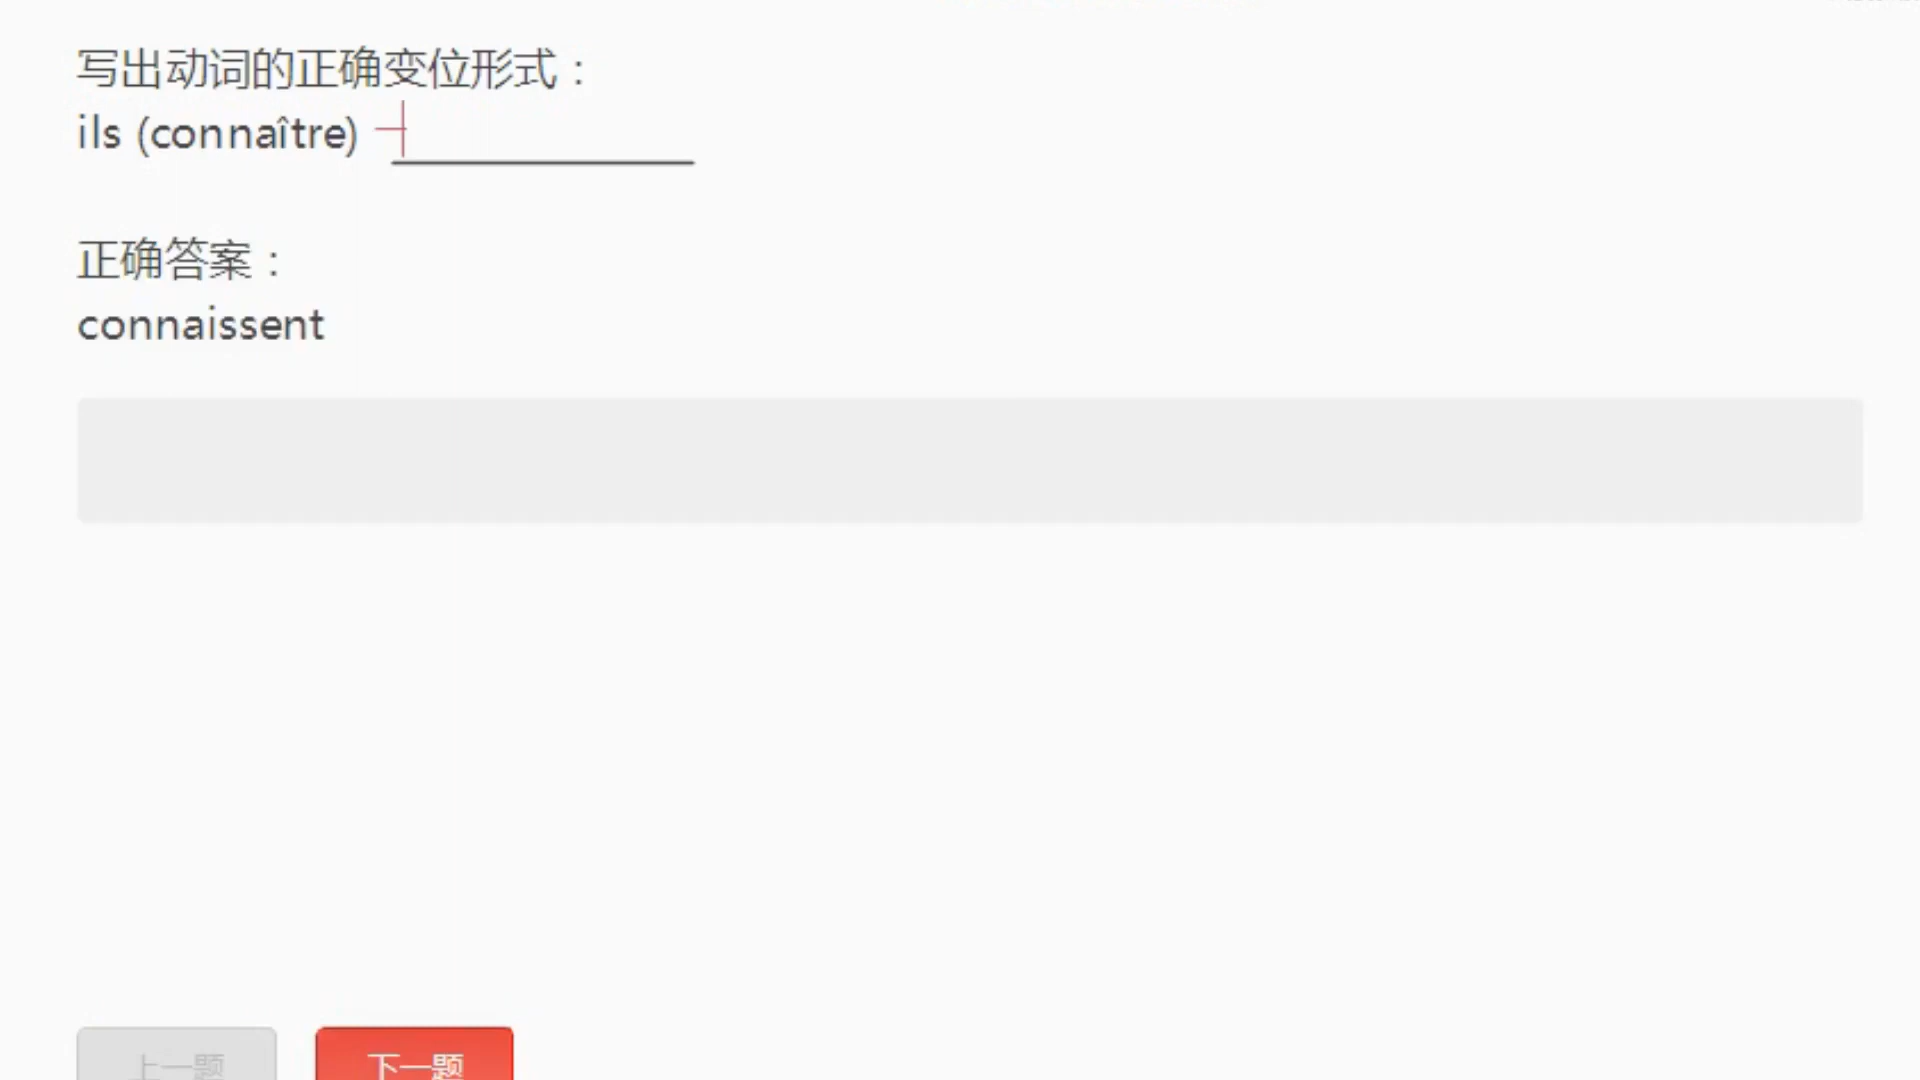 写出动词的正确变位形式：
ils (connaître) ___________
正确答案：
connaissent
上一题
下一题